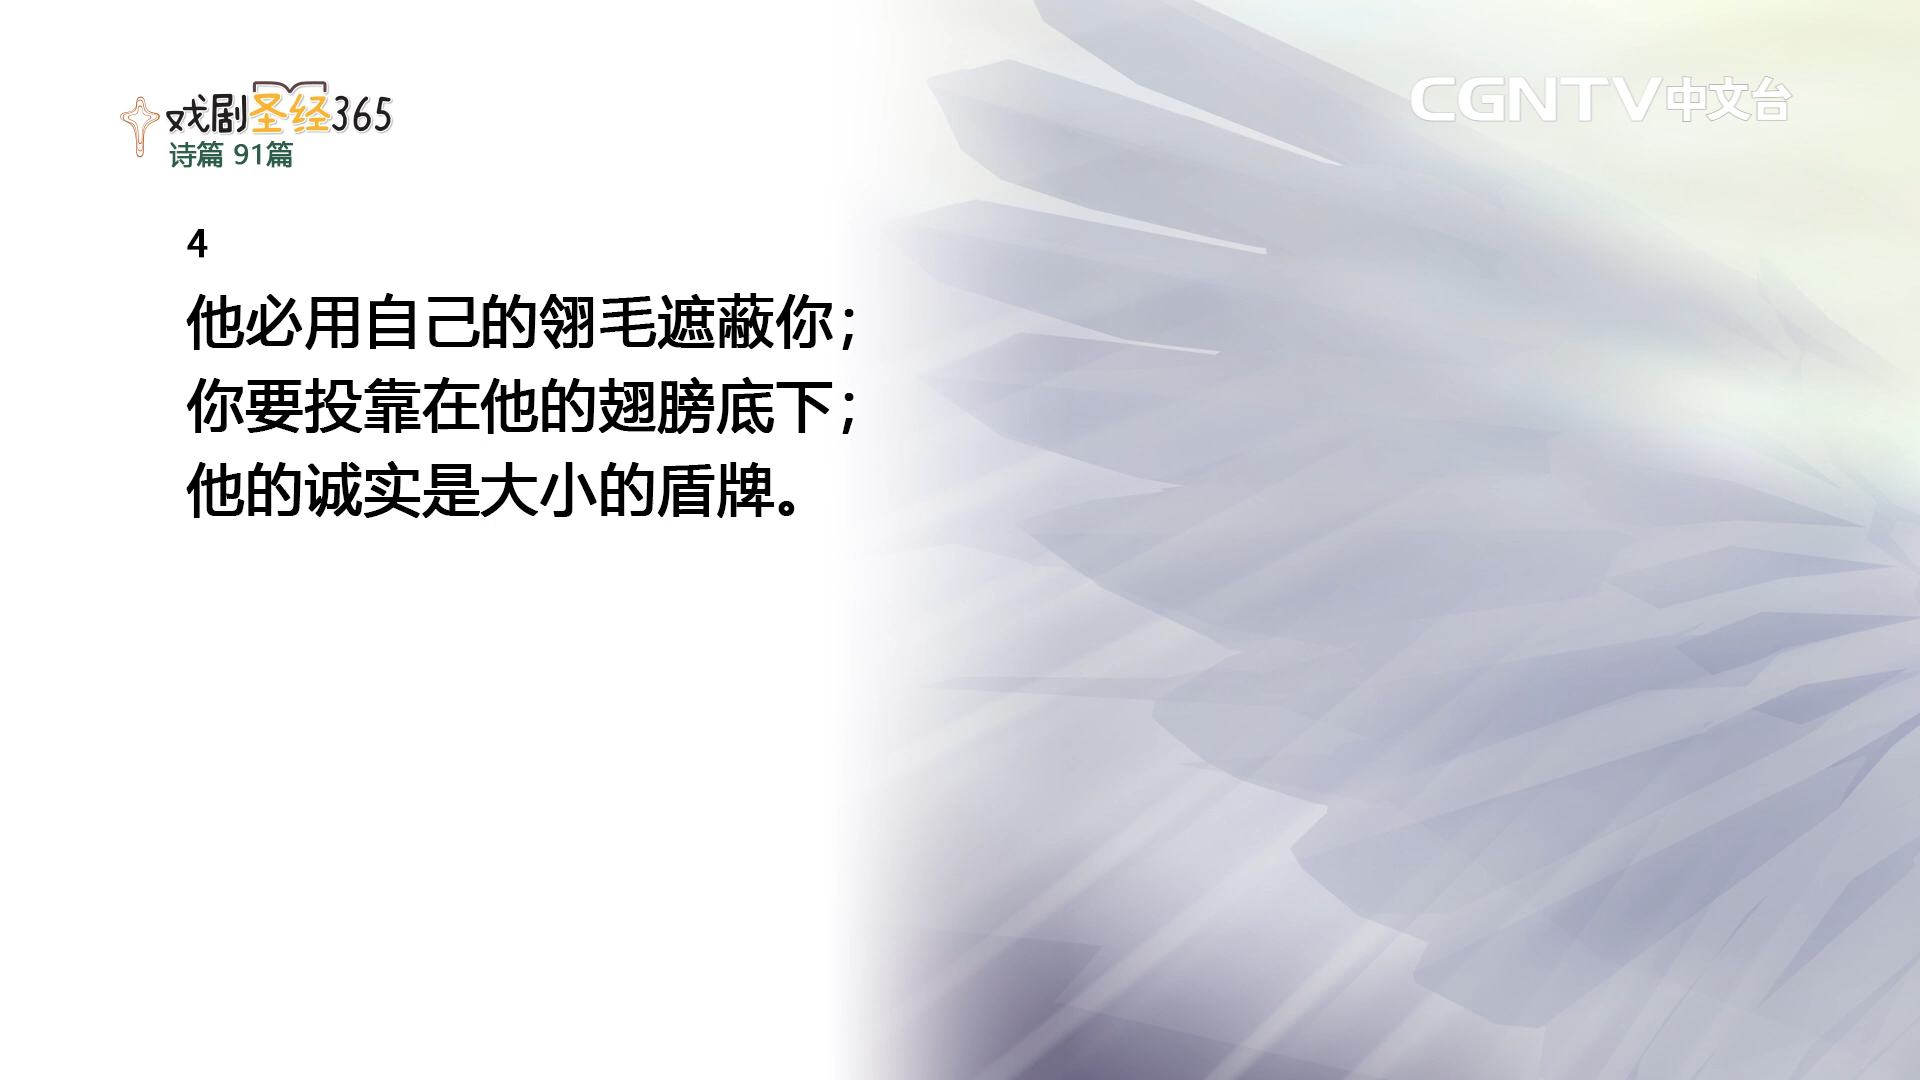 戏剧圣经365
诗篇 91篇
CGNTV中文台
4
他必用自己的翎毛遮蔽你；
你要投靠在他的翅膀底下；
他的诚实是大小的盾牌。